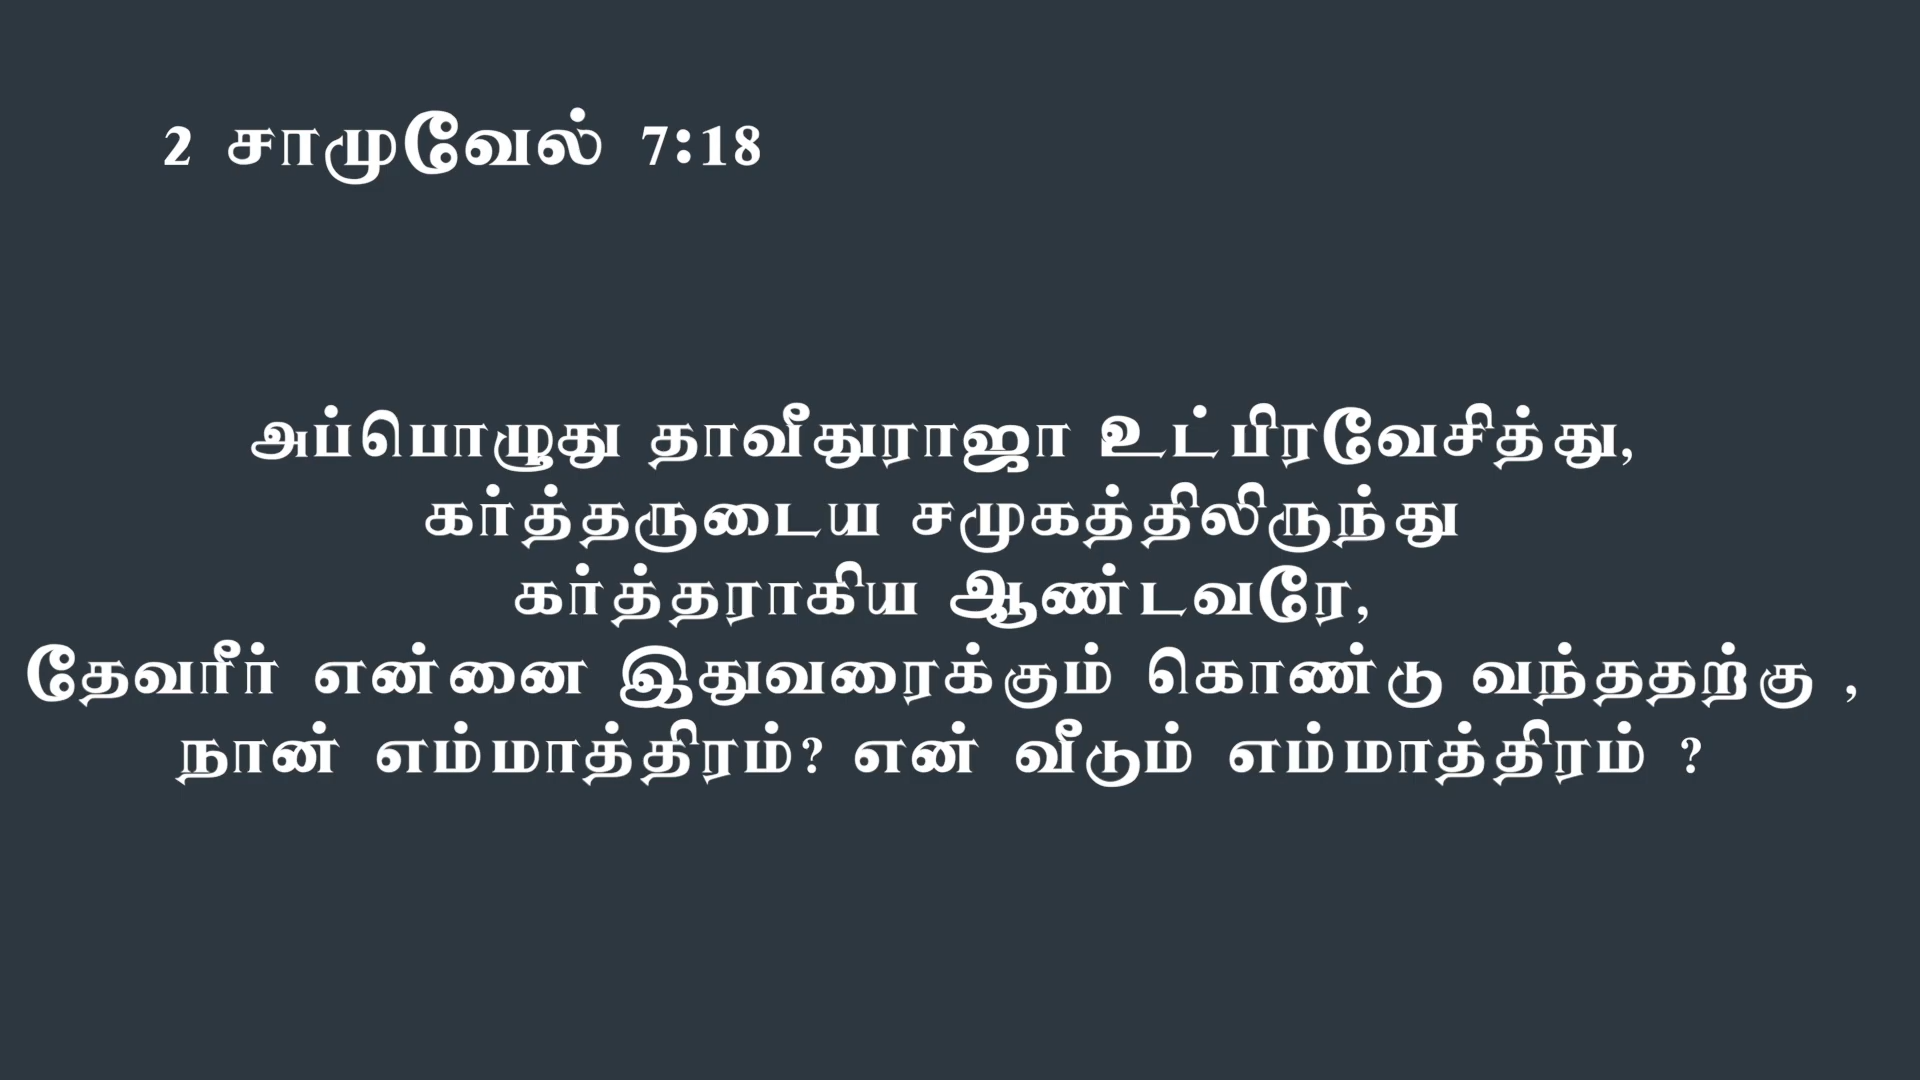 2 சாமுவேல் 7:18
அப்பொழுது தாவீதுராஜா உட்பிரவேசித்து,
கர்த்தருடைய சமுகத்திலிருந்து
கர்த்தராகிய ஆண்டவரே,
தேவரீர் என்னை இதுவரைக்கும் கொண்டு வந்ததற்கு ,
நான் எம்மாத்திரம்? என் வீடும் எம்மாத்திரம் ?